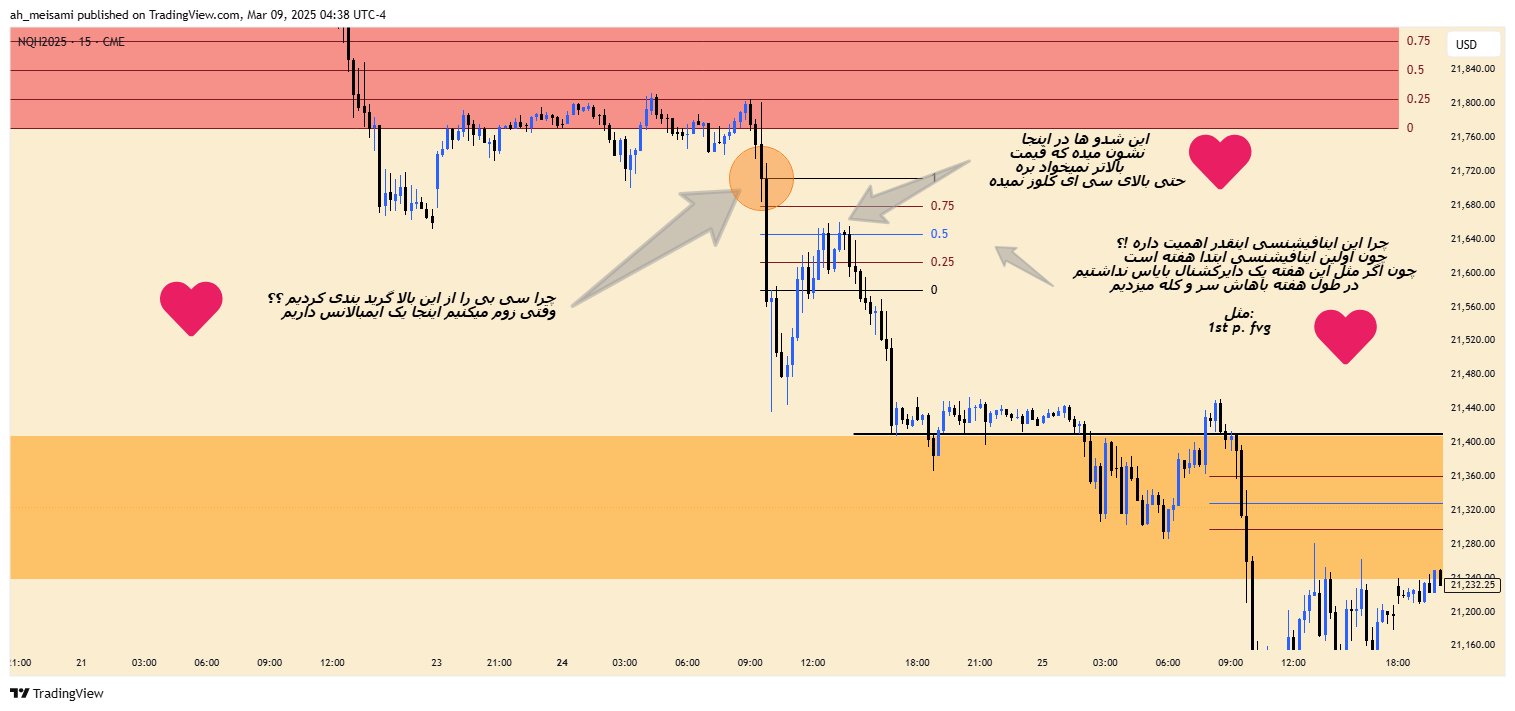 ah_meisami published on TradingView.com, Mar 09, 2025 04:38 UTC-4
NQH2025 · 15 · CME
USD
0.75
0.5
0.25
0
21,840.00
21,800.00
21,760.00
21,720.00
21,680.00
21,640.00
21,600.00
21,560.00
21,520.00
21,480.00
21,440.00
21,400.00
21,360.00
21,320.00
21,280.00
21,240.00
21,232.25
21,200.00
21,160.00
این شدو ها در اینجا
نشون میده که قیمت
بالاتر نمیخواد بره
حتی بالای سی ای کلوز نمیده
1
0.75
0.5
0.25
0
چرا این اینافیشنسی اینقدر اهمیت داره !؟
چون اولین اینافیشنسی ابتدا هفته است
چون اگر مثل این هفته یک دایرکشنال بایاس نداشتیم
در طول هفته باهاش سر و کله میزدیم
مثل:
1st p. fvg
چرا سی بی را از این بالا گرید بندی کردیم ؟؟
وقتی زوم میکنیم اینجا یک ایمبالانس داریم
1:00 21 03:00 06:00 09:00 12:00 23 21:00 24 03:00 06:00 09:00 12:00 18:00 21:00 25 03:00 06:00 09:00 12:00 18:00
TradingView